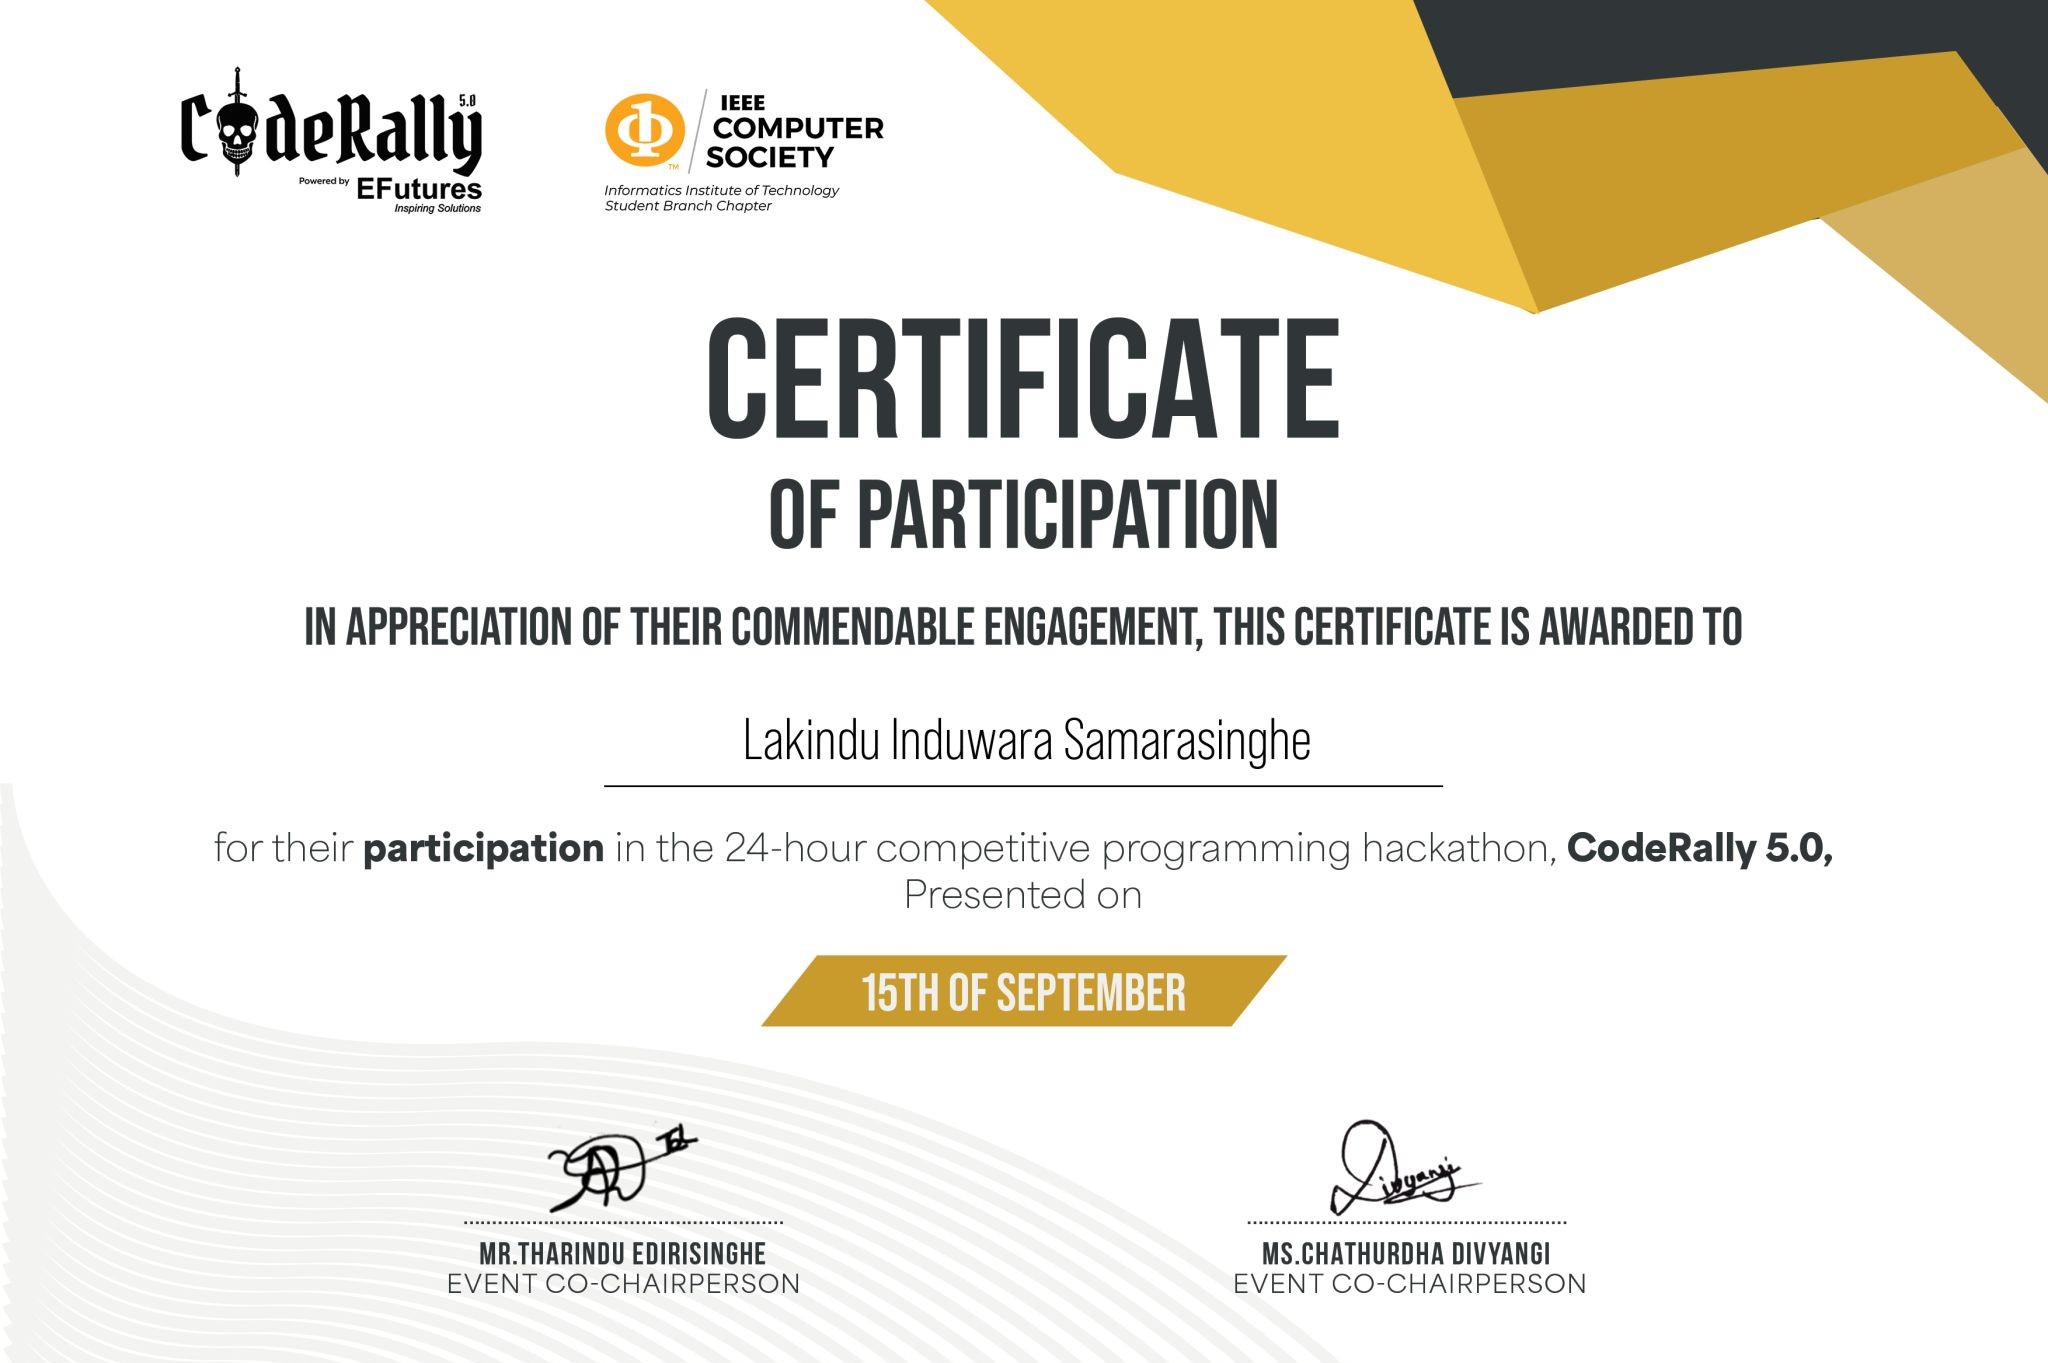 CodeRally 5.0
Powered by EFutures
Inspiring Solutions
IEEE
COMPUTER
SOCIETY
TM
Informatics Institute of Technology
Student Branch Chapter
CERTIFICATE
OF PARTICIPATION
IN APPRECIATION OF THEIR COMMENDABLE ENGAGEMENT, THIS CERTIFICATE IS AWARDED TO
Lakindu Induwara Samarasinghe
for their participation in the 24-hour competitive programming hackathon, CodeRally 5.0,
Presented on
15TH OF SEPTEMBER
Divyangi
MR.THARINDU EDIRISINGHE
EVENT CO-CHAIRPERSON
MS.CHATHURDHA DIVYANGI
EVENT CO-CHAIRPERSON